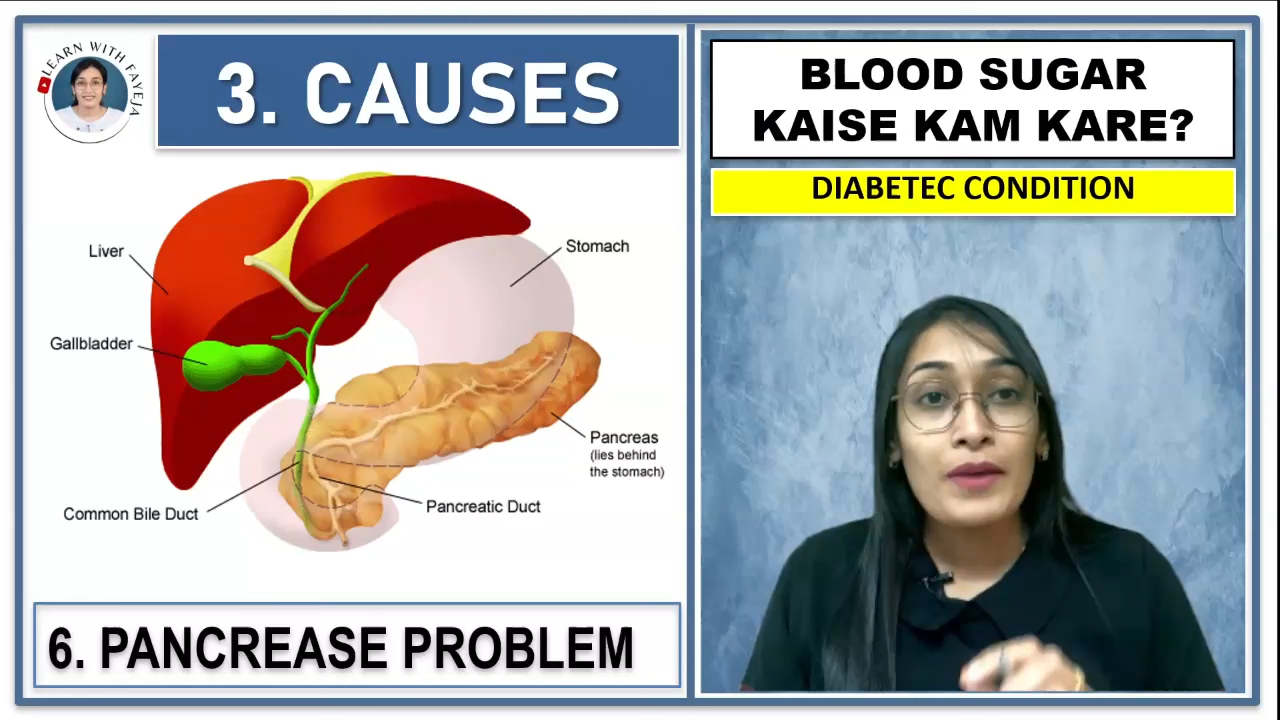 LEARN WITH FAYEJA
3. CAUSES
BLOOD SUGAR
KAISE KAM KARE?
DIABETEC CONDITION
Liver
Stomach
Gallbladder
Pancreas
(lies behind
the stomach)
Common Bile Duct
Pancreatic Duct
6. PANCREASE PROBLEM